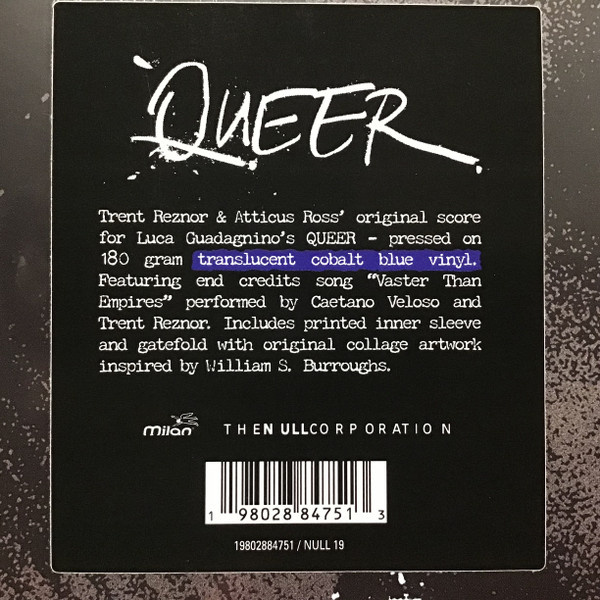 QUEER
Trent Reznor & Atticus Ross' original score
for Luca Guadagnino's QUEER – pressed on
180 gram translucent cobalt blue vinyl.
Featuring end credits song "Vaster Than
Empires" performed by Caetano Veloso and
Trent Reznor. Includes printed inner sleeve
and gatefold with original collage artwork
inspired by William S. Burroughs.
milan THE NULL CORPORATION
1 98028 84751 3
19802884751 / NULL 19